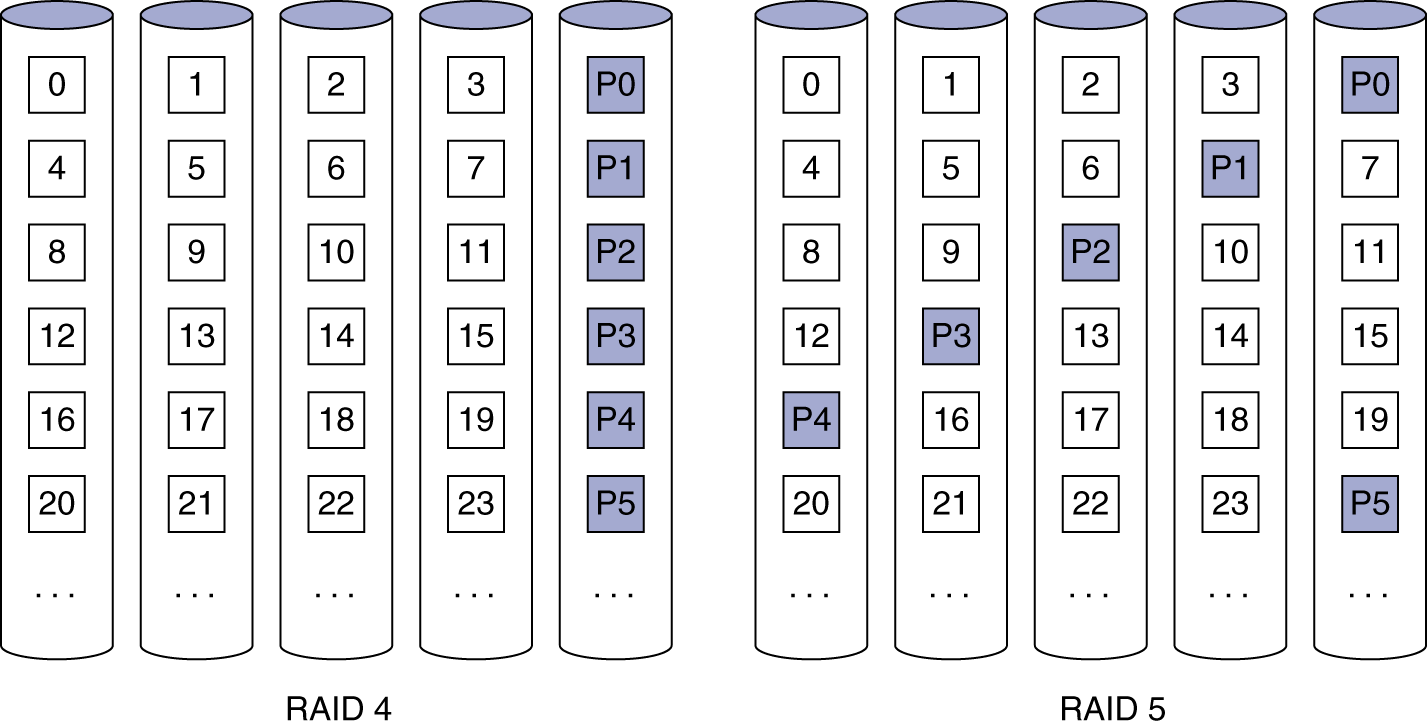 0 1 2 3 P0 0 1 2 3 P0
4 5 6 7 P1 4 5 6 P1 7
8 9 10 11 P2 8 9 P2 10 11
12 13 14 15 P3 12 P3 13 14 15
16 17 18 19 P4 P4 16 17 18 19
20 21 22 23 P5 20 21 22 23 P5
. . . . . . . . . . . . . . . . . . . . . . . . . . . . . .
RAID 4 RAID 5